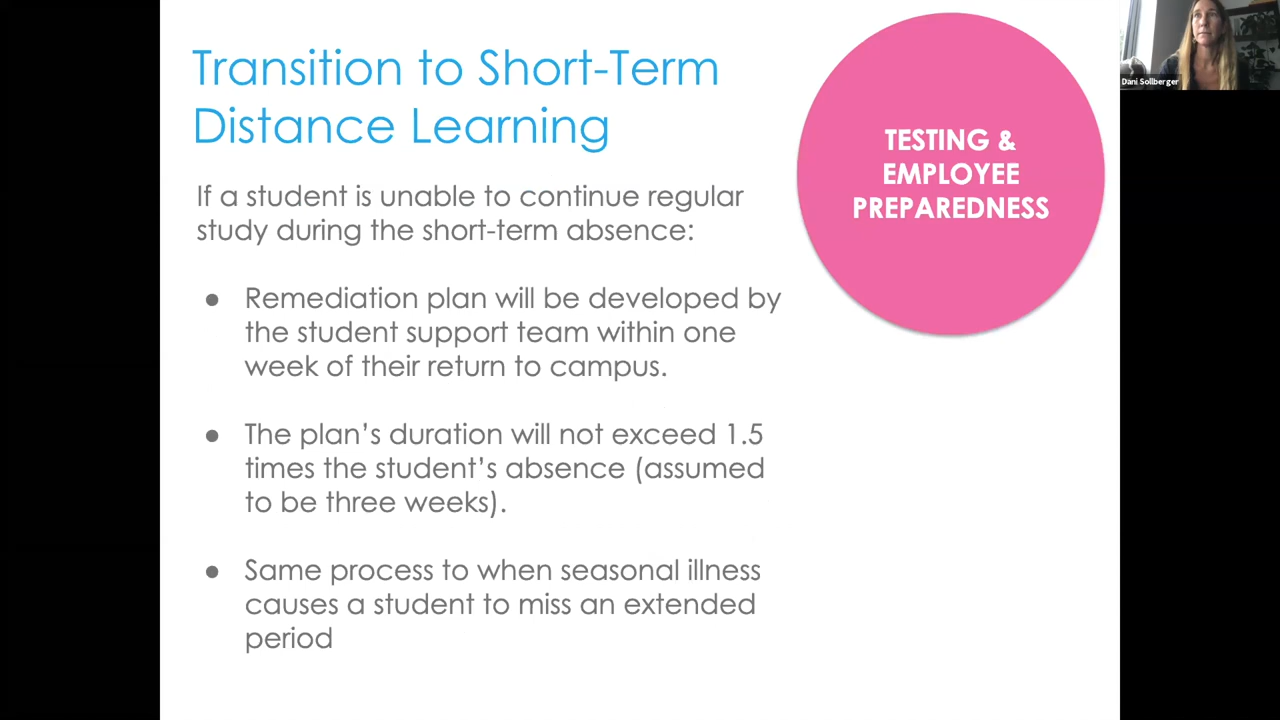 Transition to Short-Term
Distance Learning
If a student is unable to continue regular
study during the short-term absence:
● Remediation plan will be developed by
the student support team within one
week of their return to campus.
● The plan’s duration will not exceed 1.5
times the student’s absence (assumed
to be three weeks).
● Same process to when seasonal illness
causes a student to miss an extended
period
TESTING &
EMPLOYEE
PREPAREDNESS
Dani Sollberger